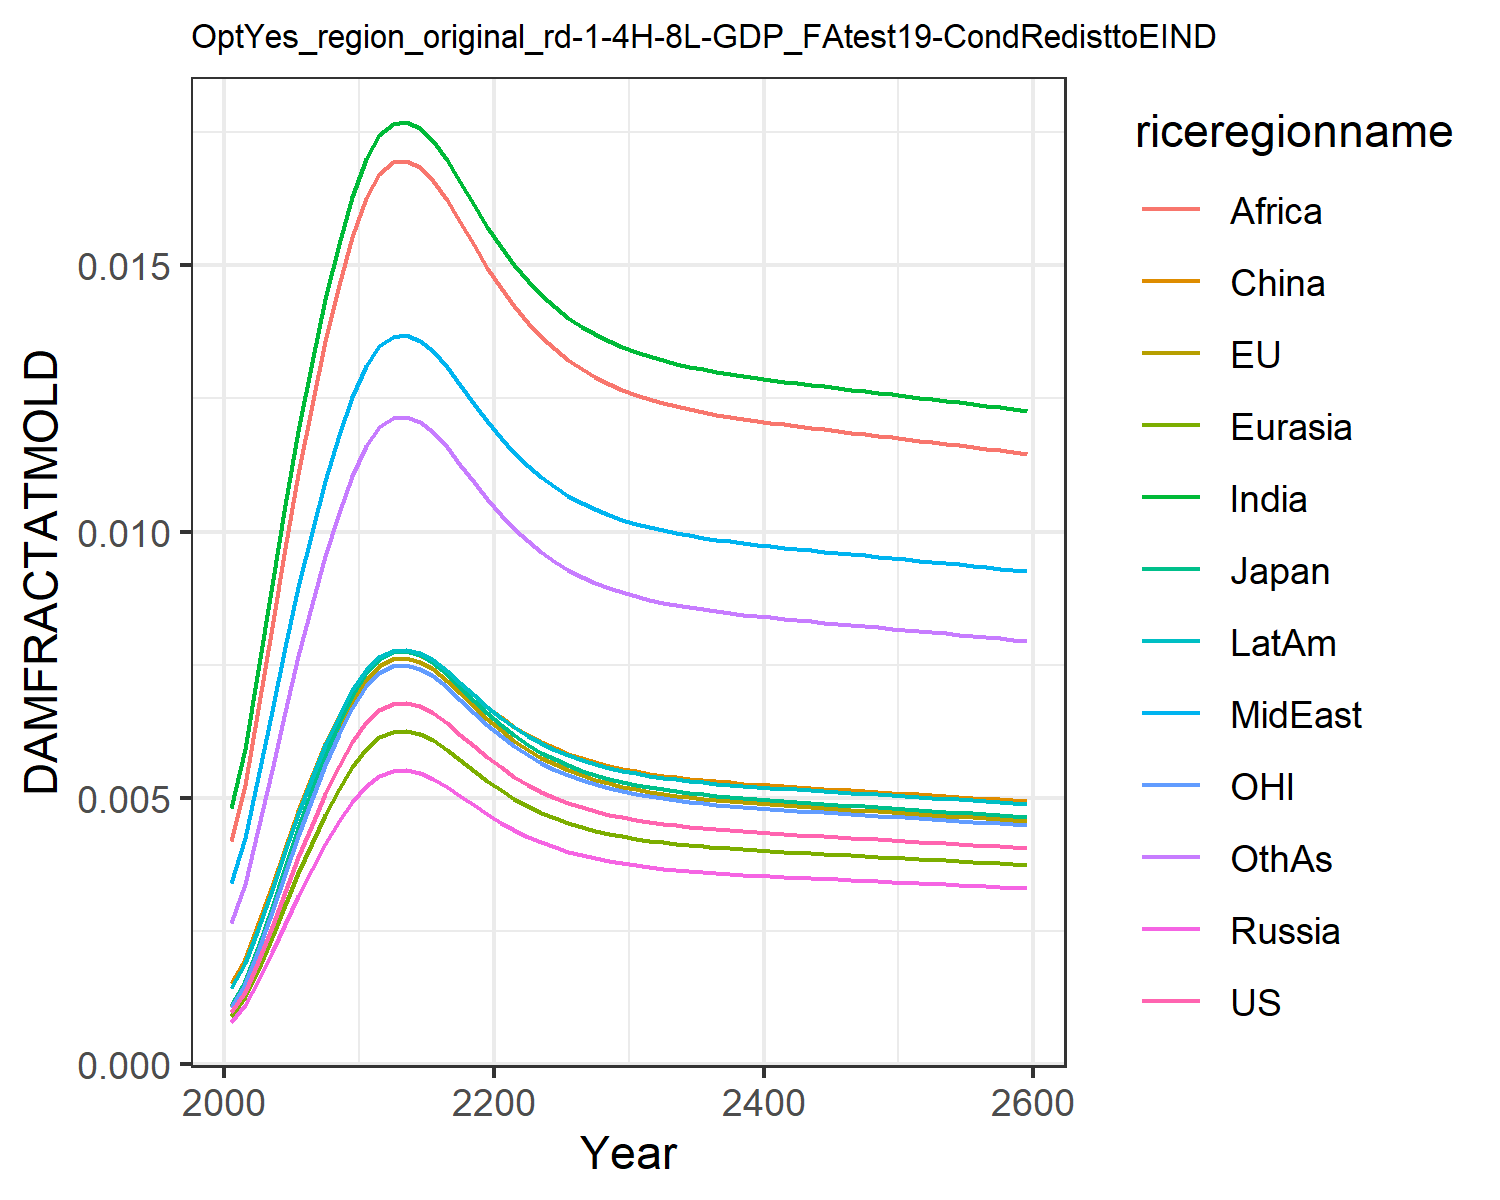 OptYes_region_original_rd-1-4H-8L-GDP_FAtest19-CondRedisttoEIND
DAMFRACTATMOLD
0.015
0.010
0.005
0.000
2000 2200 2400 2600
Year
riceregionname
Africa
China
EU
Eurasia
India
Japan
LatAm
MidEast
OHI
OthAs
Russia
US